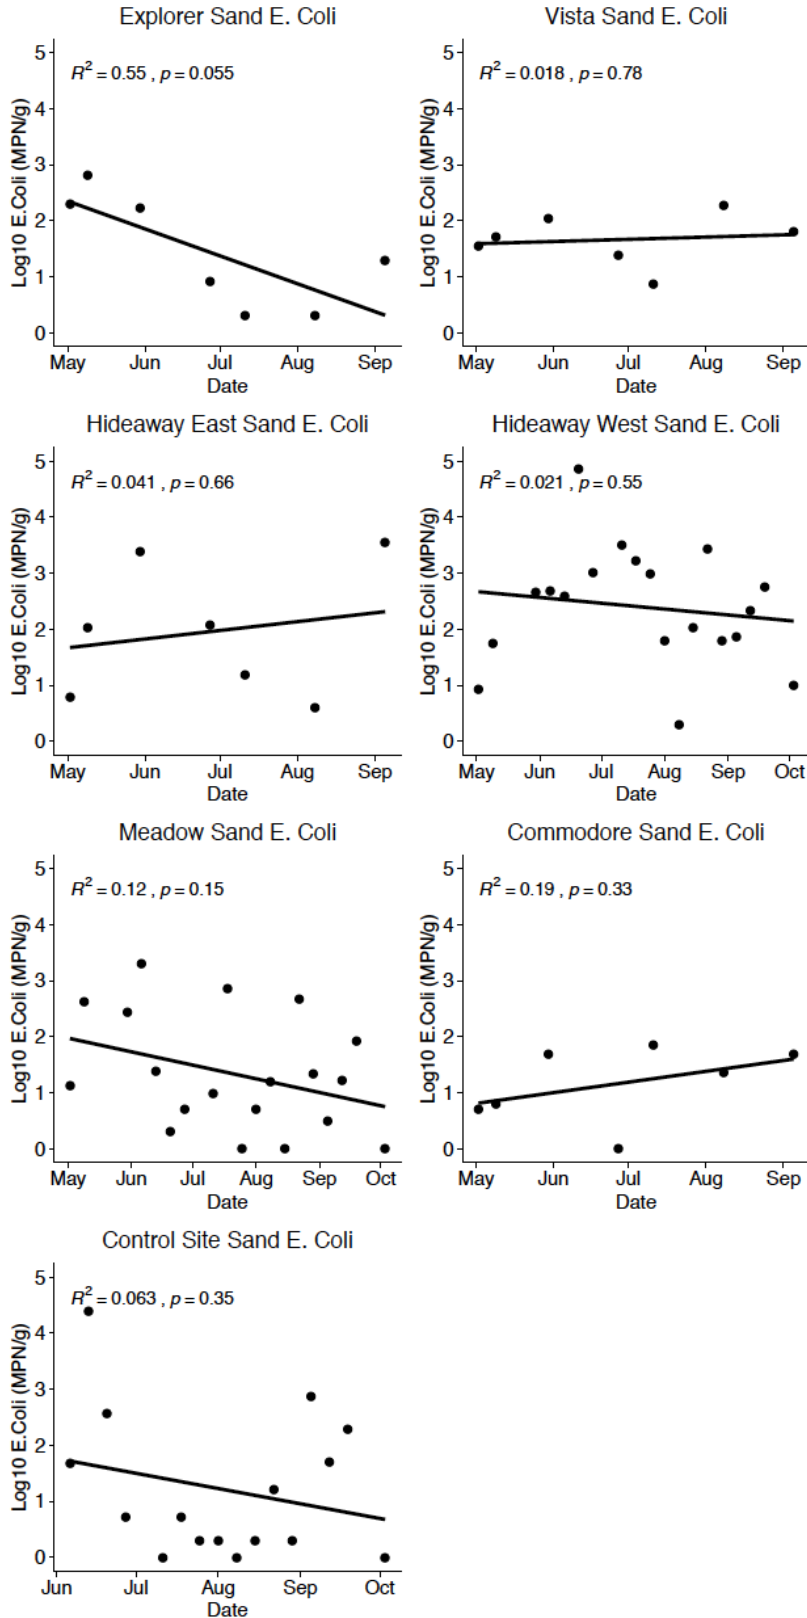 Explorer Sand E. Coli
R² = 0.55 , p = 0.055
Log10 E.Coli (MPN/g)
5
4
3
2
1
0
May Jun Jul Aug Sep
Date
Vista Sand E. Coli
R² = 0.018 , p = 0.78
Log10 E.Coli (MPN/g)
5
4
3
2
1
0
May Jun Jul Aug Sep
Date
Hideaway East Sand E. Coli
R² = 0.041 , p = 0.66
Log10 E.Coli (MPN/g)
5
4
3
2
1
0
May Jun Jul Aug Sep
Date
Hideaway West Sand E. Coli
R² = 0.021 , p = 0.55
Log10 E.Coli (MPN/g)
5
4
3
2
1
0
May Jun Jul Aug Sep Oct
Date
Meadow Sand E. Coli
R² = 0.12 , p = 0.15
Log10 E.Coli (MPN/g)
5
4
3
2
1
0
May Jun Jul Aug Sep Oct
Date
Commodore Sand E. Coli
R² = 0.19 , p = 0.33
Log10 E.Coli (MPN/g)
5
4
3
2
1
0
May Jun Jul Aug Sep
Date
Control Site Sand E. Coli
R² = 0.063 , p = 0.35
Log10 E.Coli (MPN/g)
5
4
3
2
1
0
Jun Jul Aug Sep Oct
Date